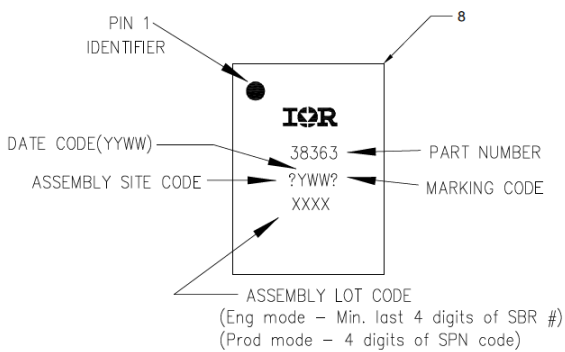 PIN 1
IDENTIFIER
8
IOR
DATE CODE(YYWW)
38363
PART NUMBER
ASSEMBLY SITE CODE
?YWW?
MARKING CODE
XXXX
ASSEMBLY LOT CODE
(Eng mode – Min. last 4 digits of SBR #)
(Prod mode – 4 digits of SPN code)